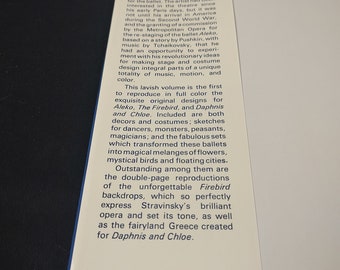 for the ballet. The artist had been
interested in the theatre since
his early Paris days, but it was
not used his arrival in America
during the Second World War,
and the granting of a commission
by the Metropolitan Opera for
the re-staging of the ballet Aleko,
based on a story by Pushkin, with
music by Tchaikovsky, that he
had an opportunity to experi-
ment with his revolutionary ideas
for making stage and costume
design integral parts of a unique
totality of music, motion, and
color.
This lavish volume is the first
to reproduce in full color the
exquisite original designs for
Aleko, The Firebird, and Daphnis
and Chloe. Included are both
decors and costumes; sketches
for dancers, monsters, peasants,
magicians; and the fabulous sets
which transformed these ballets
into magical melanges of flowers,
mystical birds and floating cities.
Outstanding among them are
the double-page reproductions
of the unforgettable Firebird
backdrops, which so perfectly
express Stravinsky's brilliant
opera and set its tone, as well
as the fairyland Greece created
for Daphnis and Chloe.